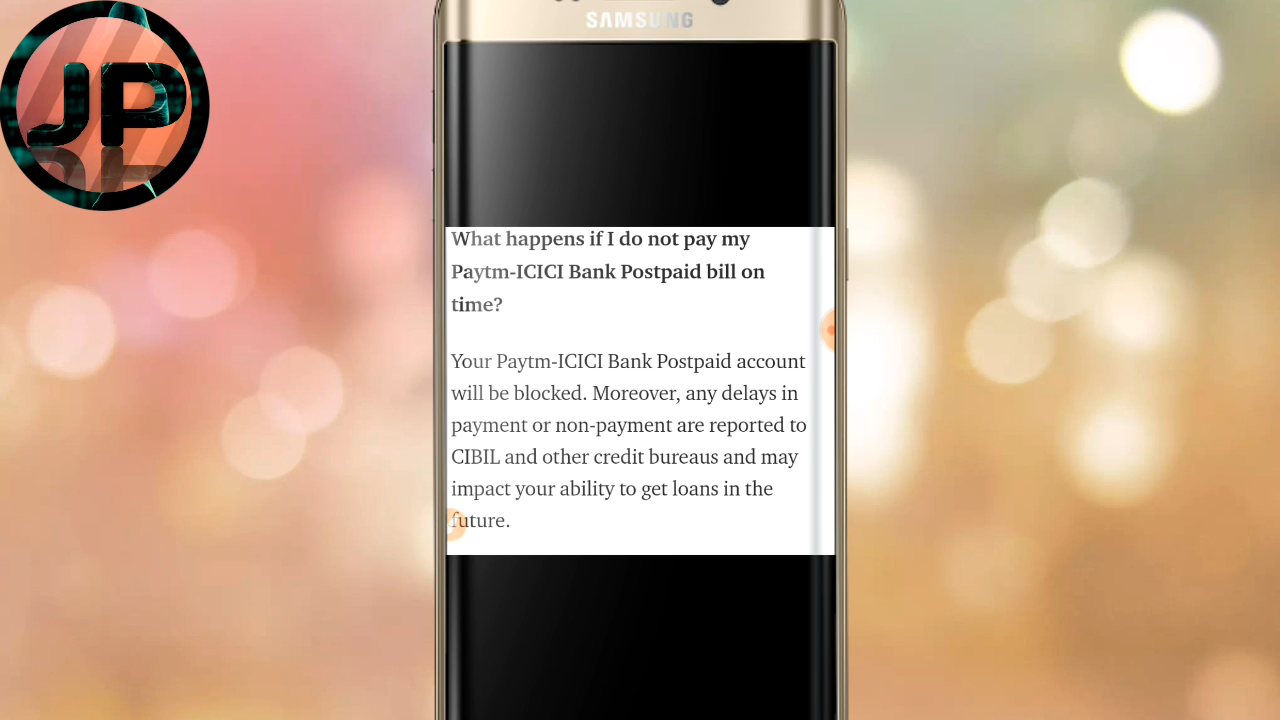 JP
SAMSUNG
What happens if I do not pay my
Paytm-ICICI Bank Postpaid bill on
time?
Your Paytm-ICICI Bank Postpaid account
will be blocked. Moreover, any delays in
payment or non-payment are reported to
CIBIL and other credit bureaus and may
impact your ability to get loans in the
future.